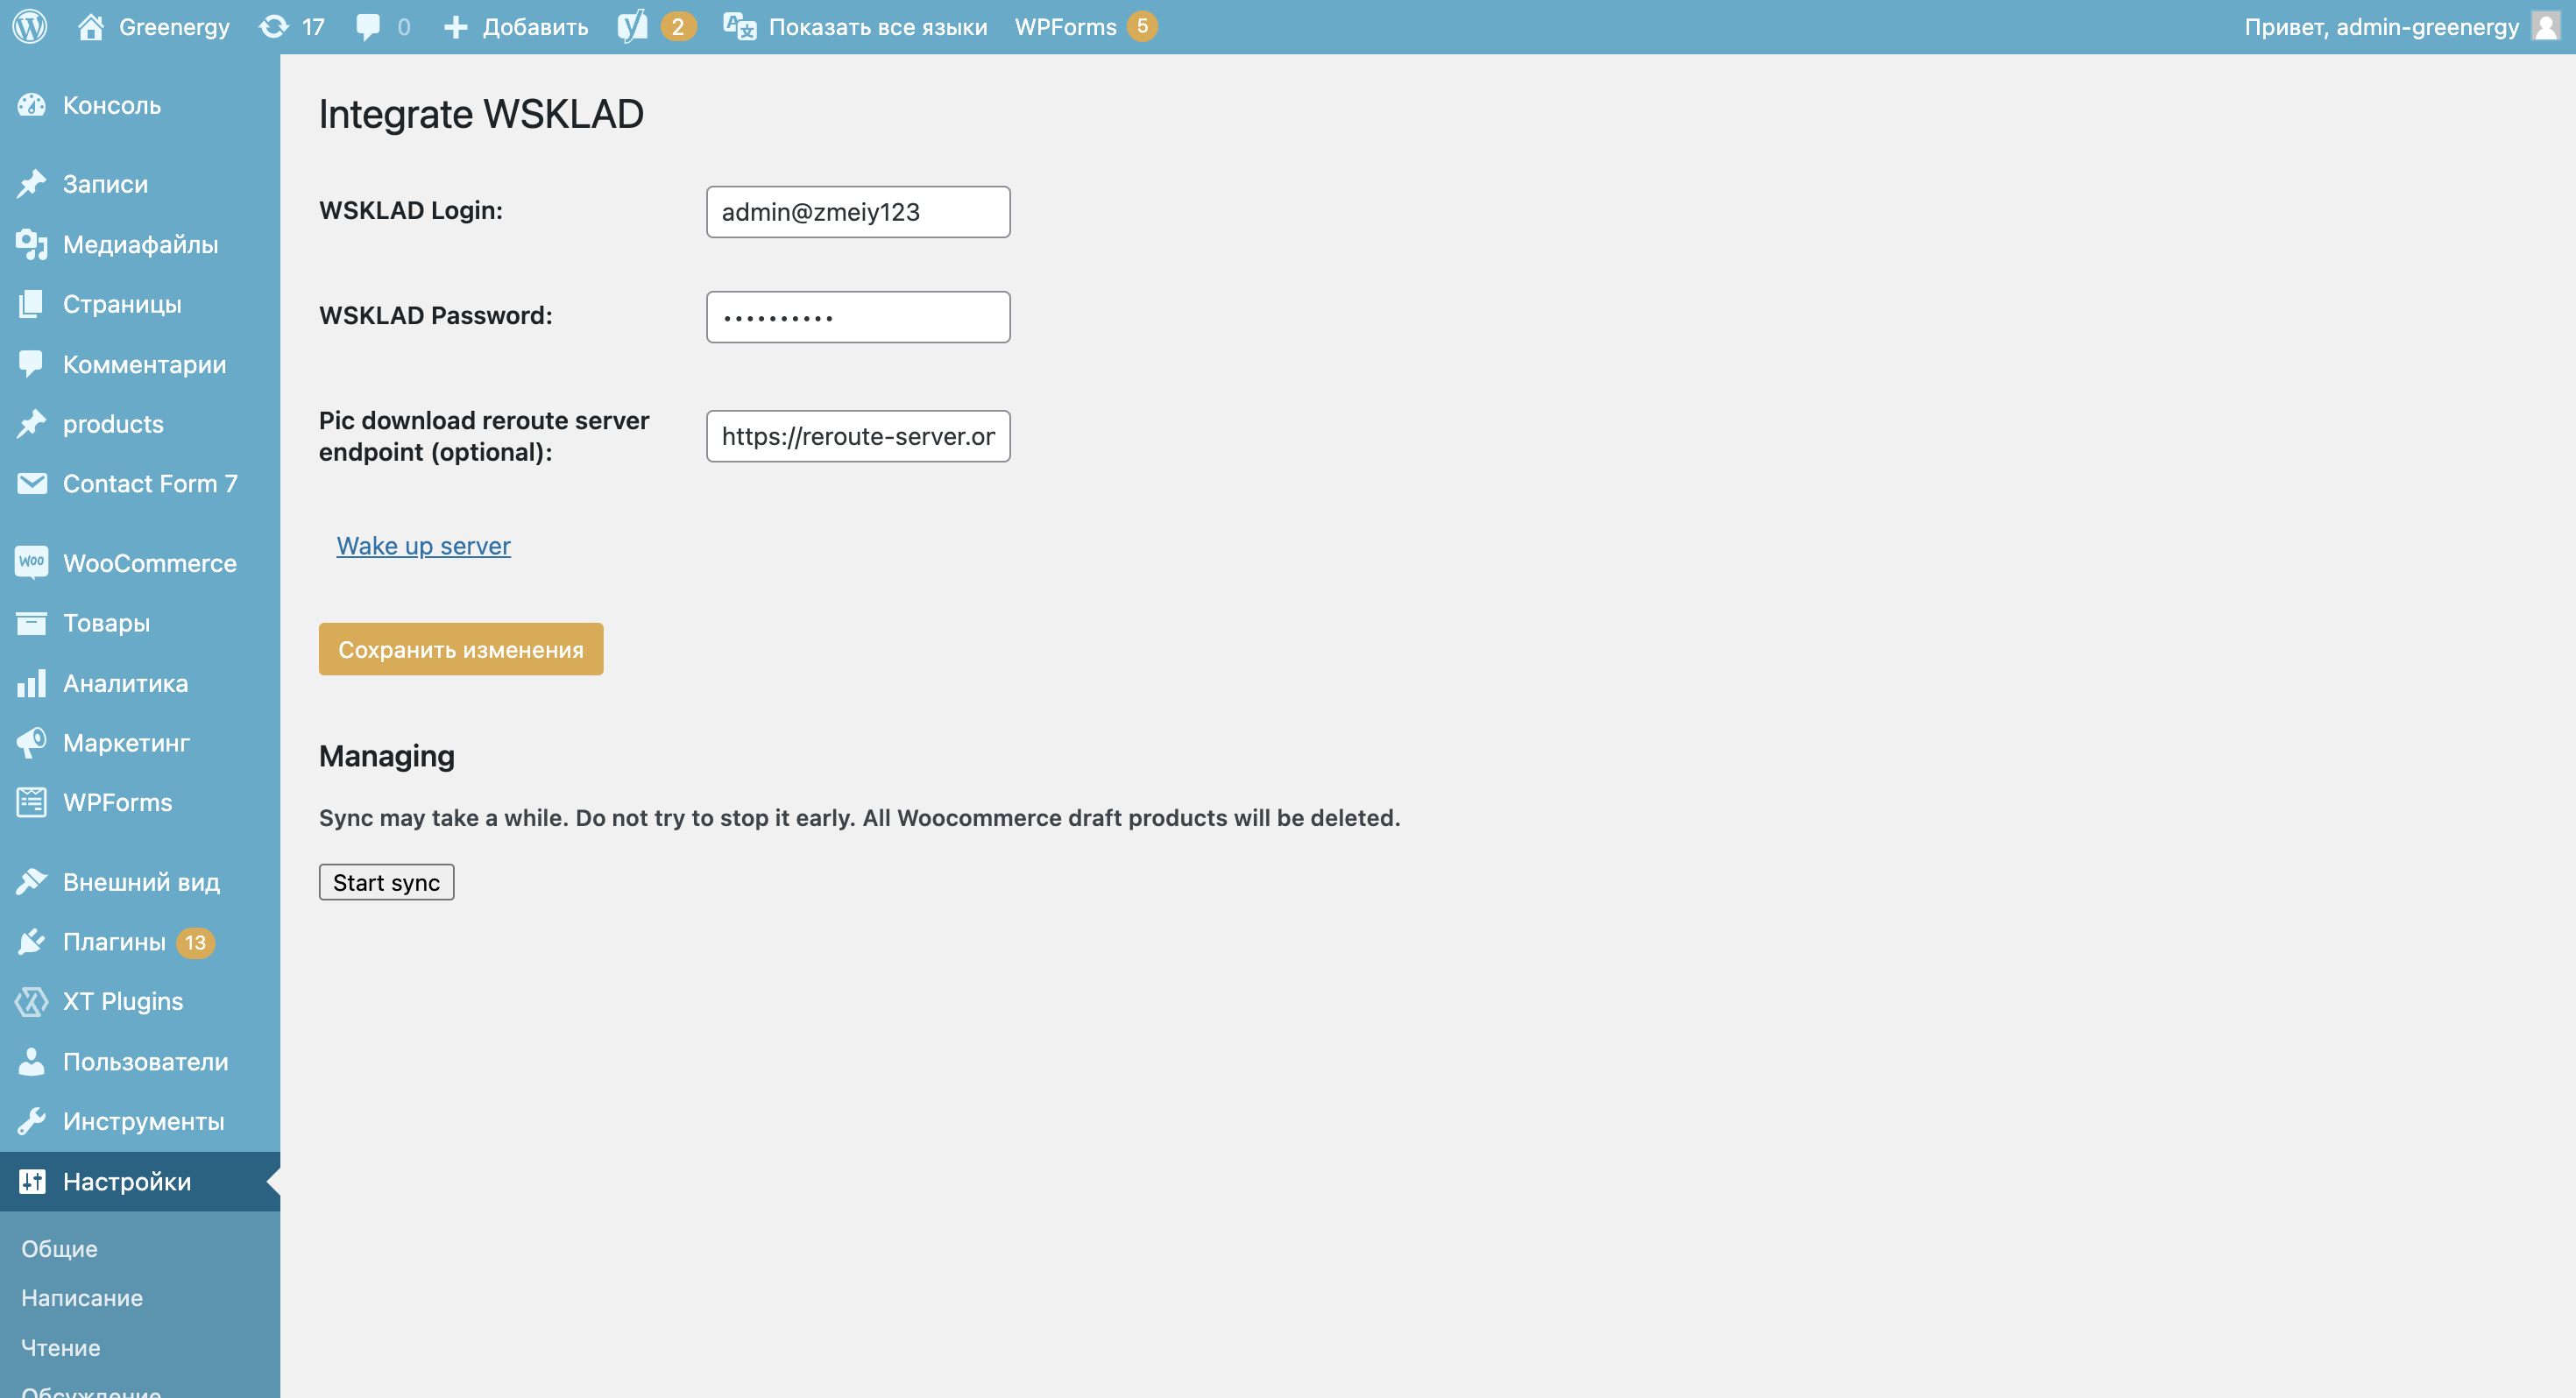 Greenergy 17 0 Добавить 2 Показать все языки WPForms 5 Привет, admin-greenergy
Консоль
Записи
Медиафайлы
Страницы
Комментарии
products
Contact Form 7
WooCommerce
Товары
Аналитика
Маркетинг
WPForms
Внешний вид
Плагины 13
XT Plugins
Пользователи
Инструменты
Настройки
Общие
Написание
Чтение
Обсуждение
Integrate WSKLAD
WSKLAD Login:
admin@zmeiy123
WSKLAD Password:
••••••••••
Pic download reroute server
endpoint (optional):
https://reroute-server.or
Wake up server
Сохранить изменения
Managing
Sync may take a while. Do not try to stop it early. All Woocommerce draft products will be deleted.
Start sync